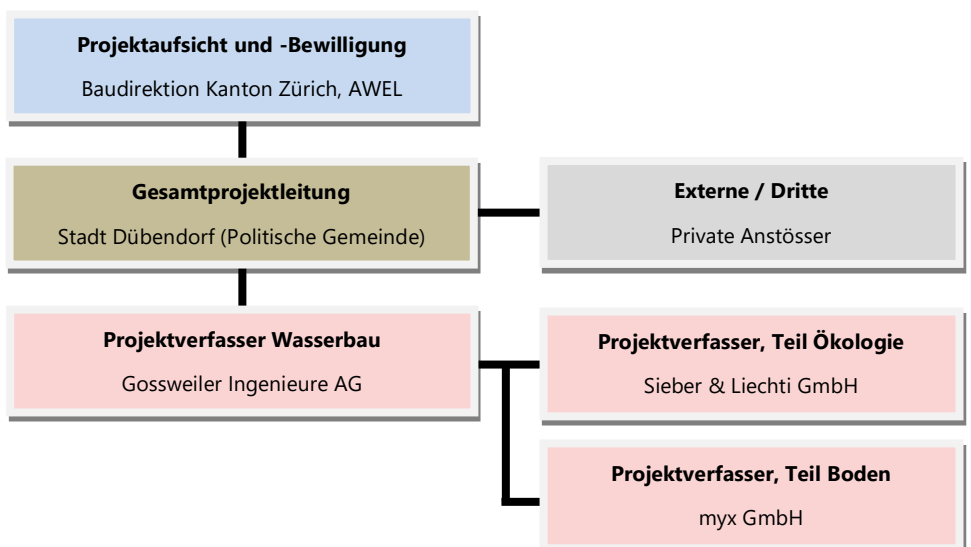 Projektaufsicht und -Bewilligung
Baudirektion Kanton Zürich, AWEL
Gesamtprojektleitung
Stadt Dübendorf (Politische Gemeinde)
Externe / Dritte
Private Anstösser
Projektverfasser Wasserbau
Gossweiler Ingenieure AG
Projektverfasser, Teil Ökologie
Sieber & Liechti GmbH
Projektverfasser, Teil Boden
myx GmbH